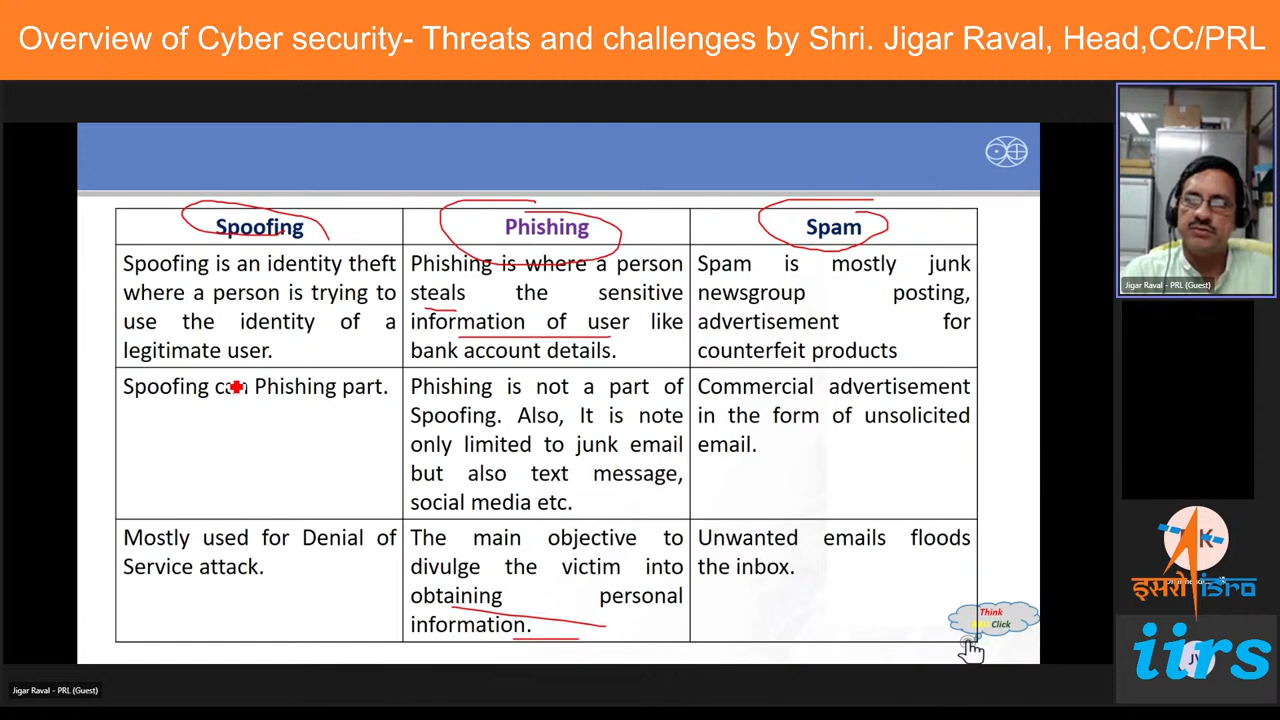 Overview of Cyber security- Threats and challenges by Shri. Jigar Raval, Head,CC/PRL
Spoofing
Phishing
Spam
Spoofing is an identity theft
where a person is trying to
use the identity of a
legitimate user.
Phishing is where a person
steals the sensitive
information of user like
bank account details.
Spam is mostly junk
newsgroup posting,
advertisement for
counterfeit products
Spoofing can Phishing part.
Phishing is not a part of
Spoofing. Also, It is note
only limited to junk email
but also text message,
social media etc.
Commercial advertisement
in the form of unsolicited
email.
Mostly used for Denial of
Service attack.
The main objective to
divulge the victim into
obtaining personal
information.
Unwanted emails floods
the inbox.
Think
Click
Jigar Raval - PRL (Guest)
K
इसरो isro
iirs
Jigar Raval - PRL (Guest)